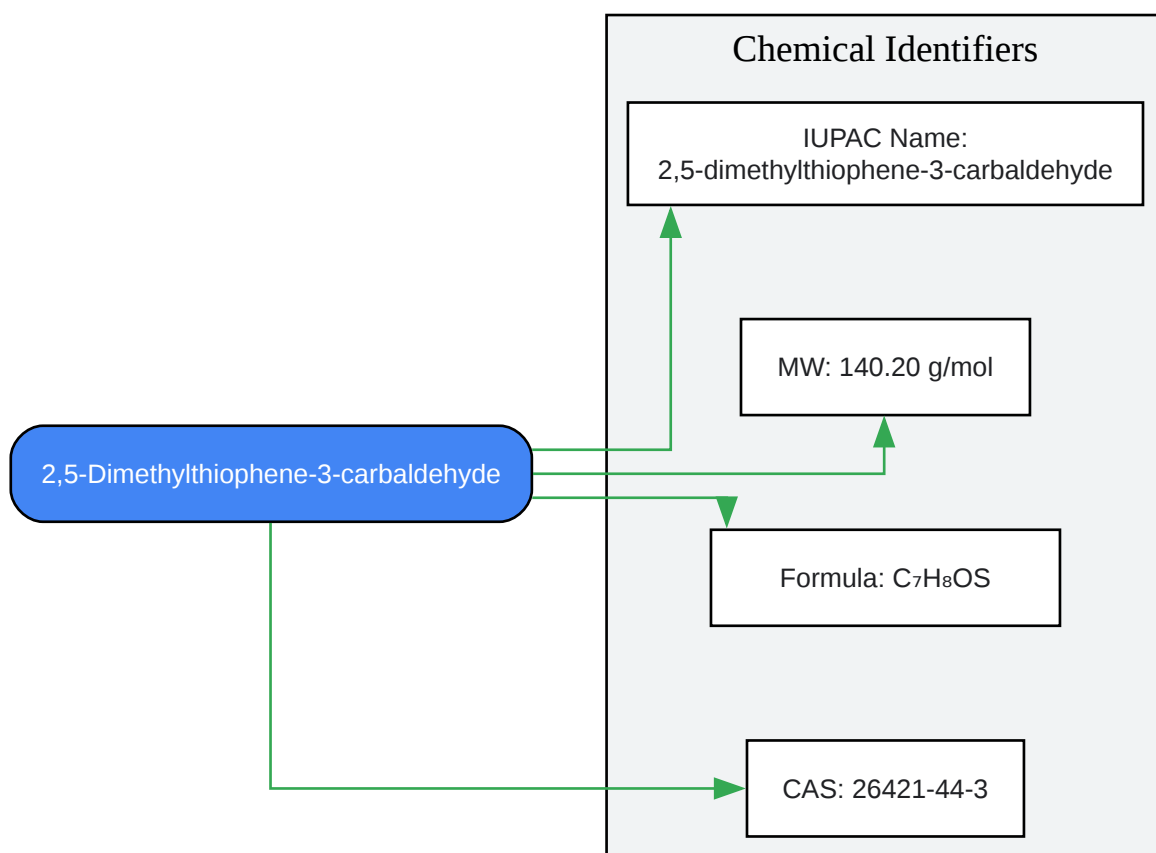 Chemical Identifiers
IUPAC Name:
2,5-dimethylthiophene-3-carbaldehyde
MW: 140.20 g/mol
2,5-Dimethylthiophene-3-carbaldehyde
Formula: C₇H₈OS
CAS: 26421-44-3